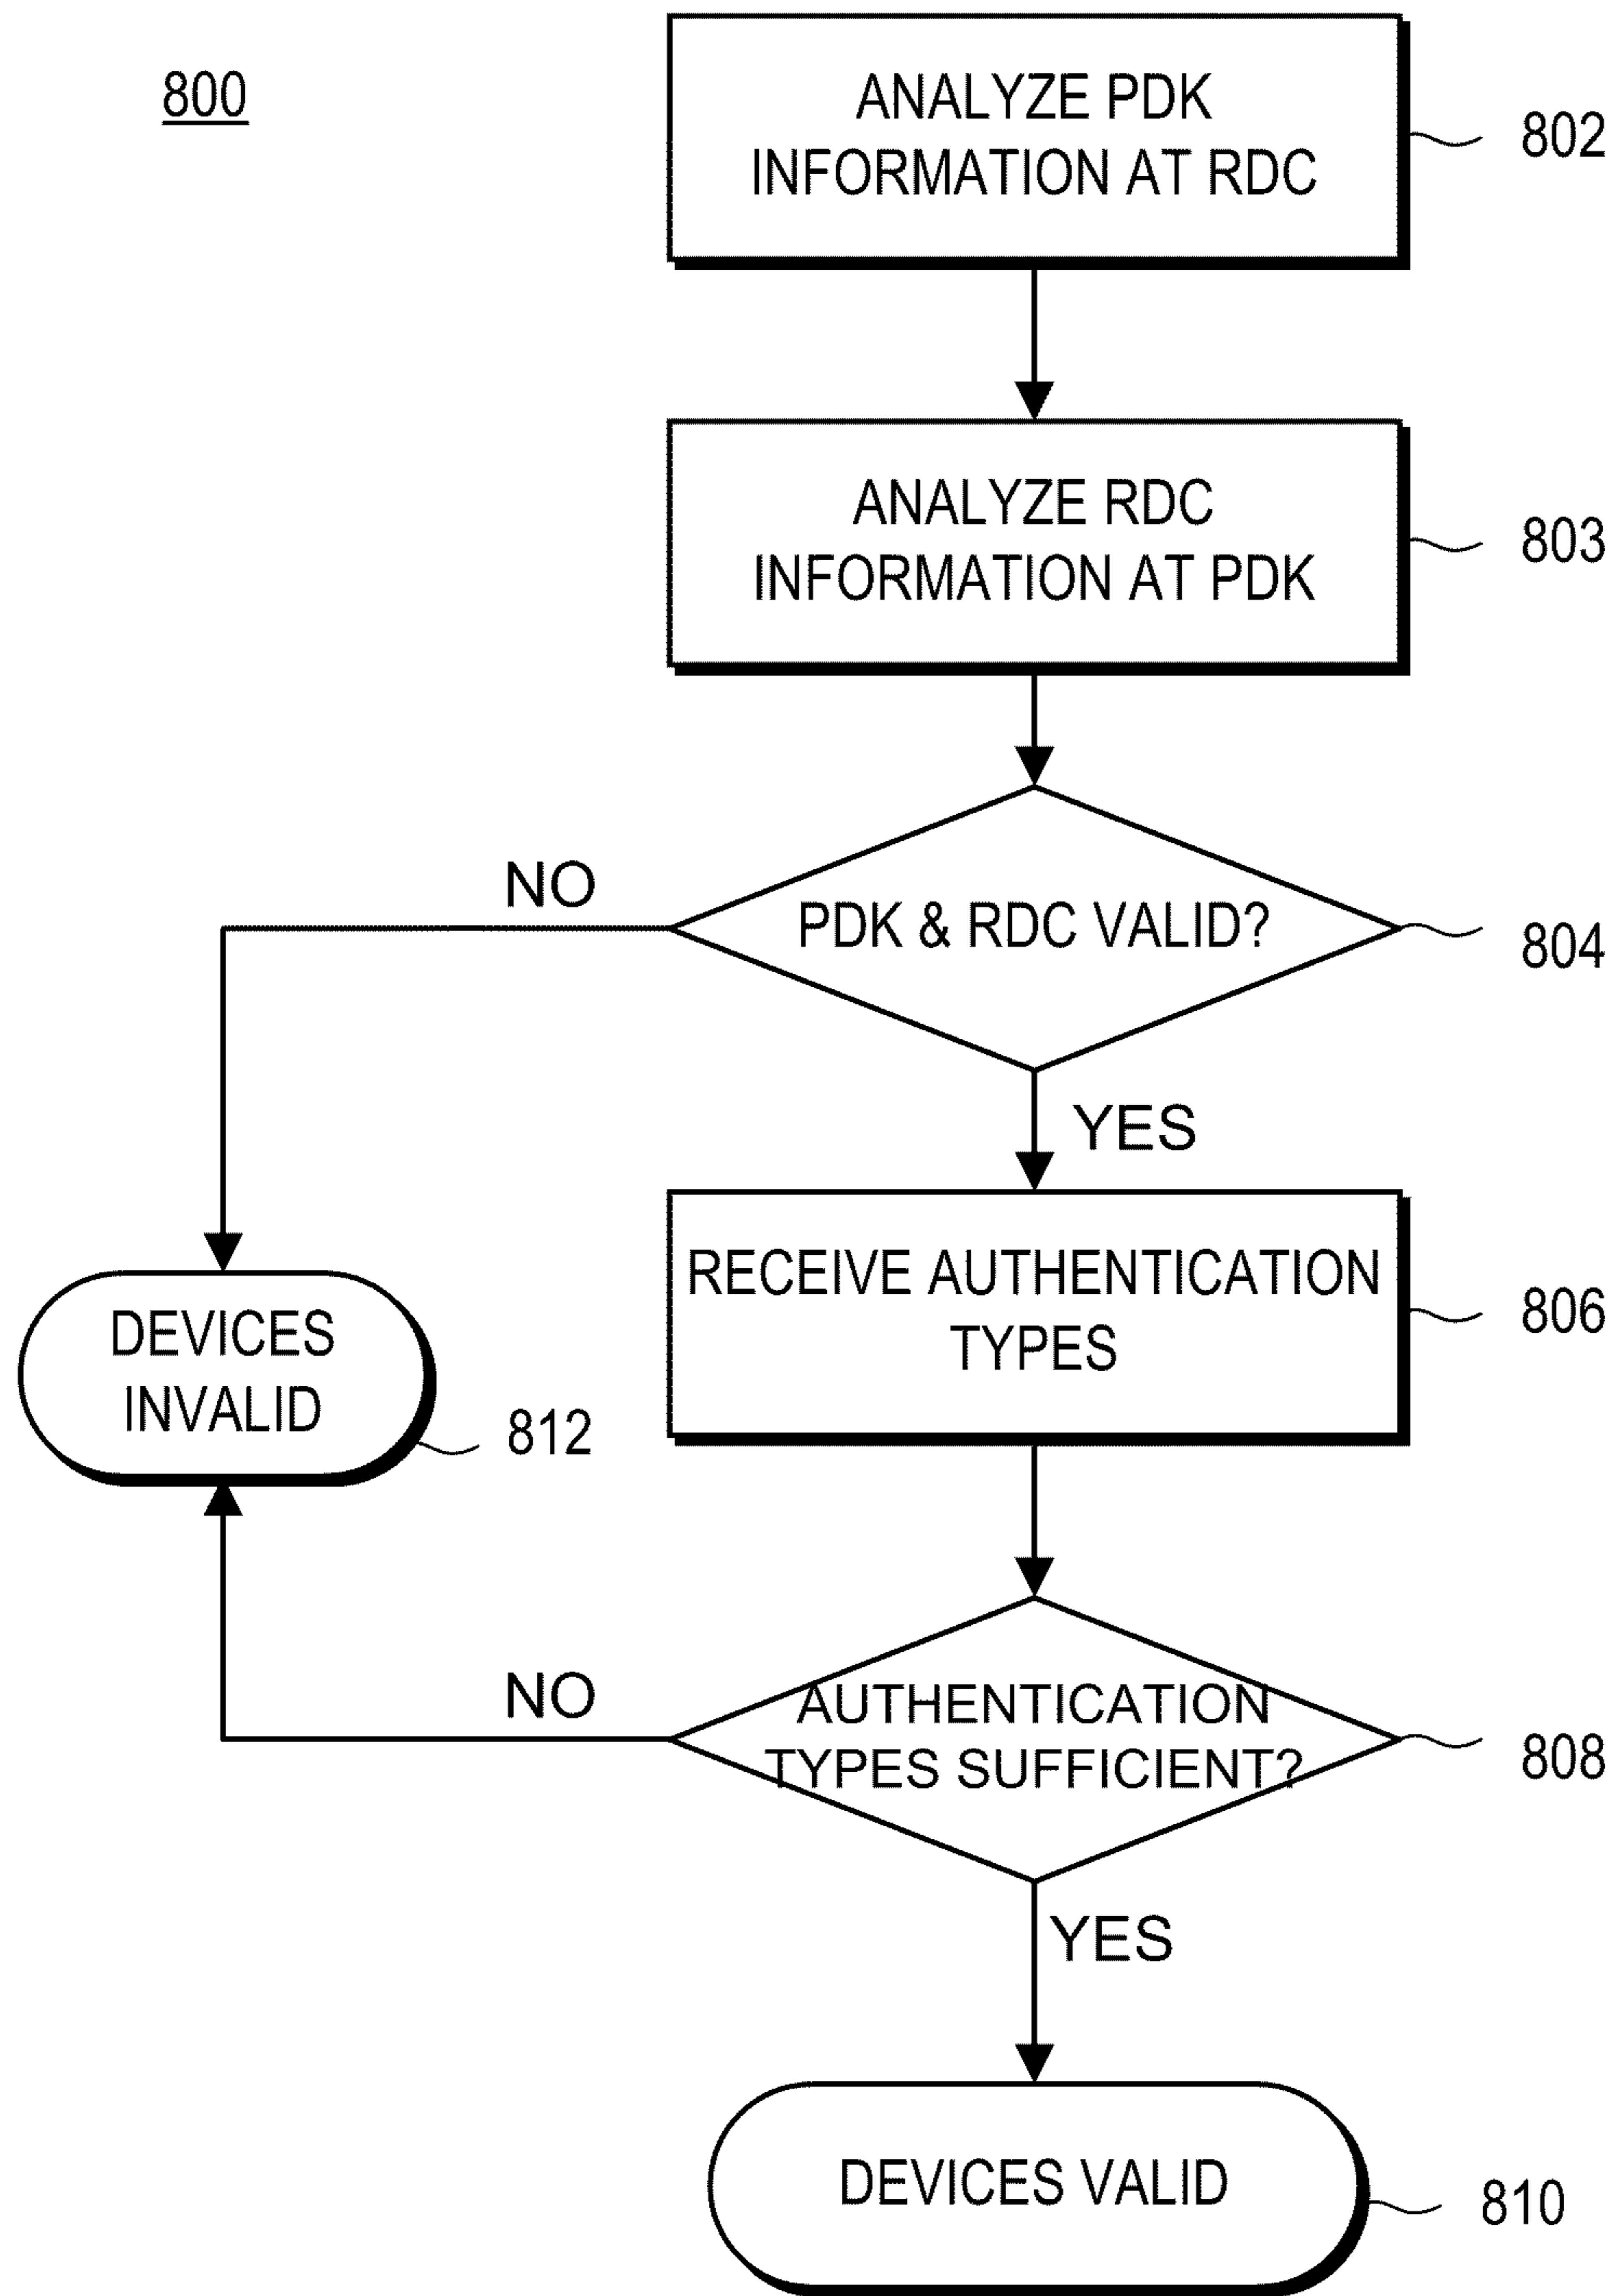 800
ANALYZE PDK
INFORMATION AT RDC
802
ANALYZE RDC
INFORMATION AT PDK
803
NO
PDK & RDC VALID?
804
YES
RECEIVE AUTHENTICATION
TYPES
806
DEVICES
INVALID
812
NO
AUTHENTICATION
TYPES SUFFICIENT?
808
YES
DEVICES VALID
810